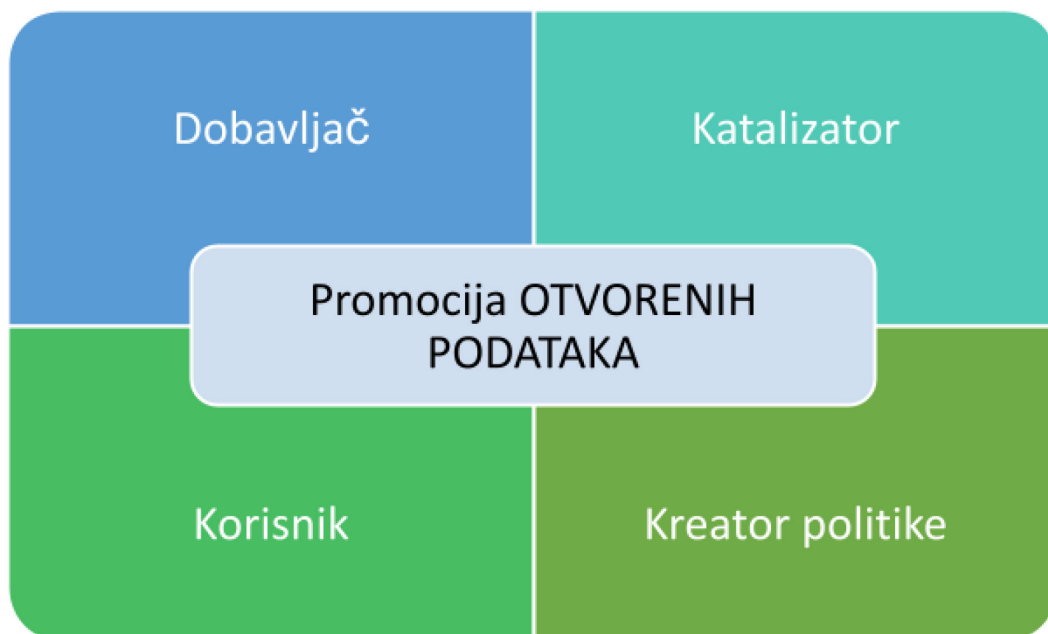 Dobavljač
Katalizator
Promocija OTVORENIH
PODATAKA
Korisnik
Kreator politike